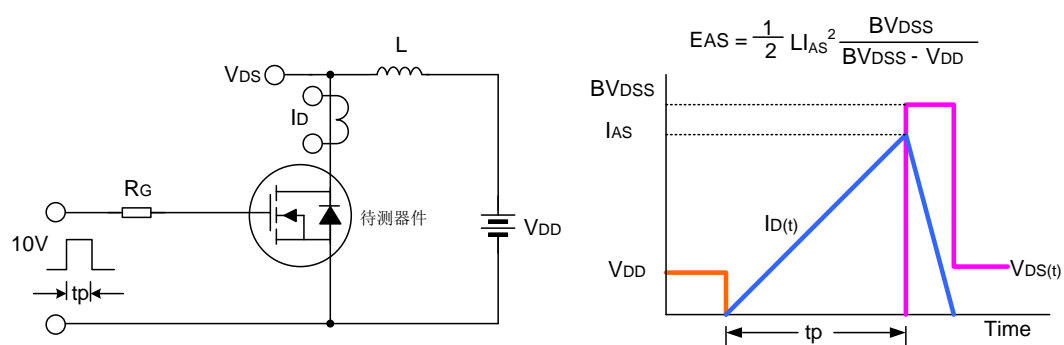 VDS
L
ID
RG
待测器件
10V
VDD
tp
EAS = 1/2 LIAS² BVDSS / (BVDSS - VDD)
BVDSS
IAS
ID(t)
VDD
VDS(t)
tp
Time